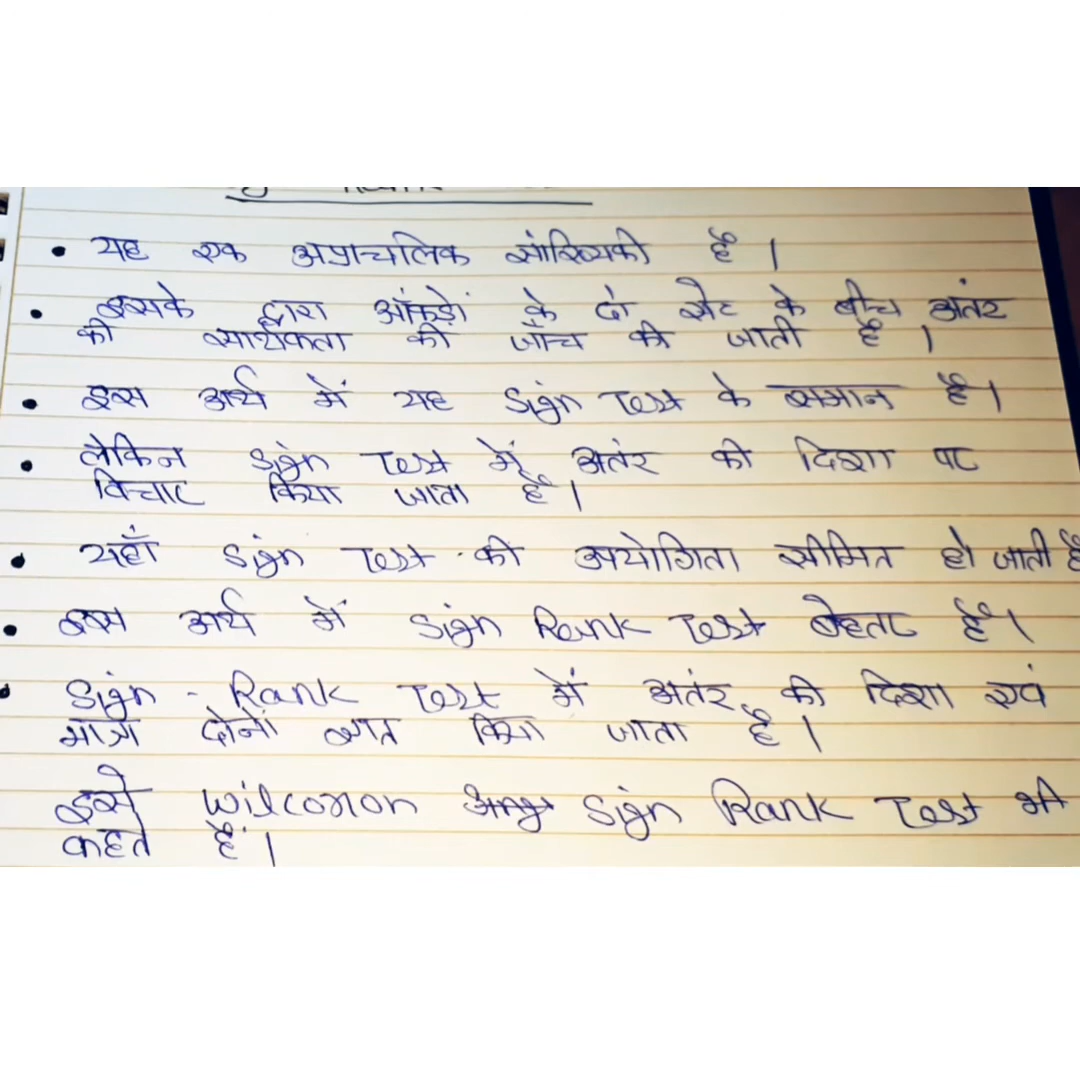 • यह एक अप्राचलिक सांख्यिकी है।
• इसके द्वारा आंकड़ों के दो सेट के बीच अंतर
की सार्थकता की जाँच की जाती है।
• इस अर्थ में यह Sign Test के समान है।
• लेकिन Sign Test में अंतर की दिशा पर
विचार किया जाता है।
• यहाँ Sign Test की उपयोगिता सीमित हो जाती है
• इस अर्थ में Sign Rank Test बेहतर है।
• Sign - Rank Test में अंतर की दिशा एवं
मात्रा दोनों ज्ञात किया जाता है।
इसे Wilcoxon Sign Rank Test भी
कहते हैं।